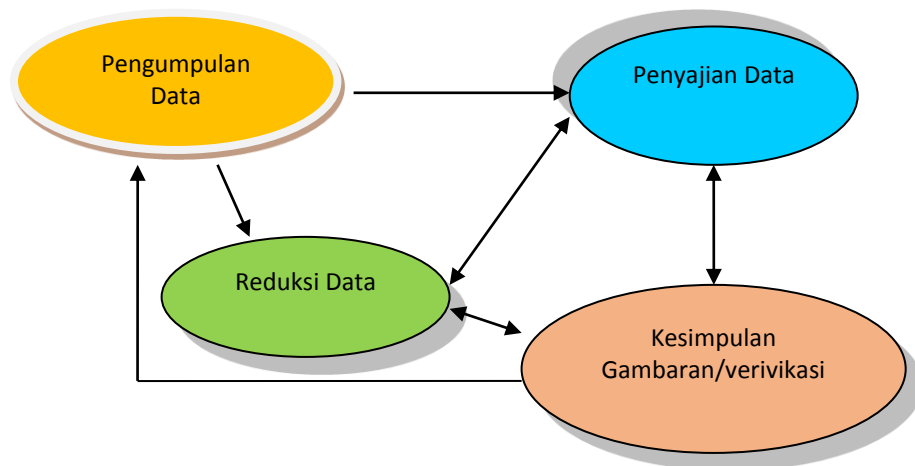 Pengumpulan
Data
Penyajian Data
Reduksi Data
Kesimpulan
Gambaran/verivikasi